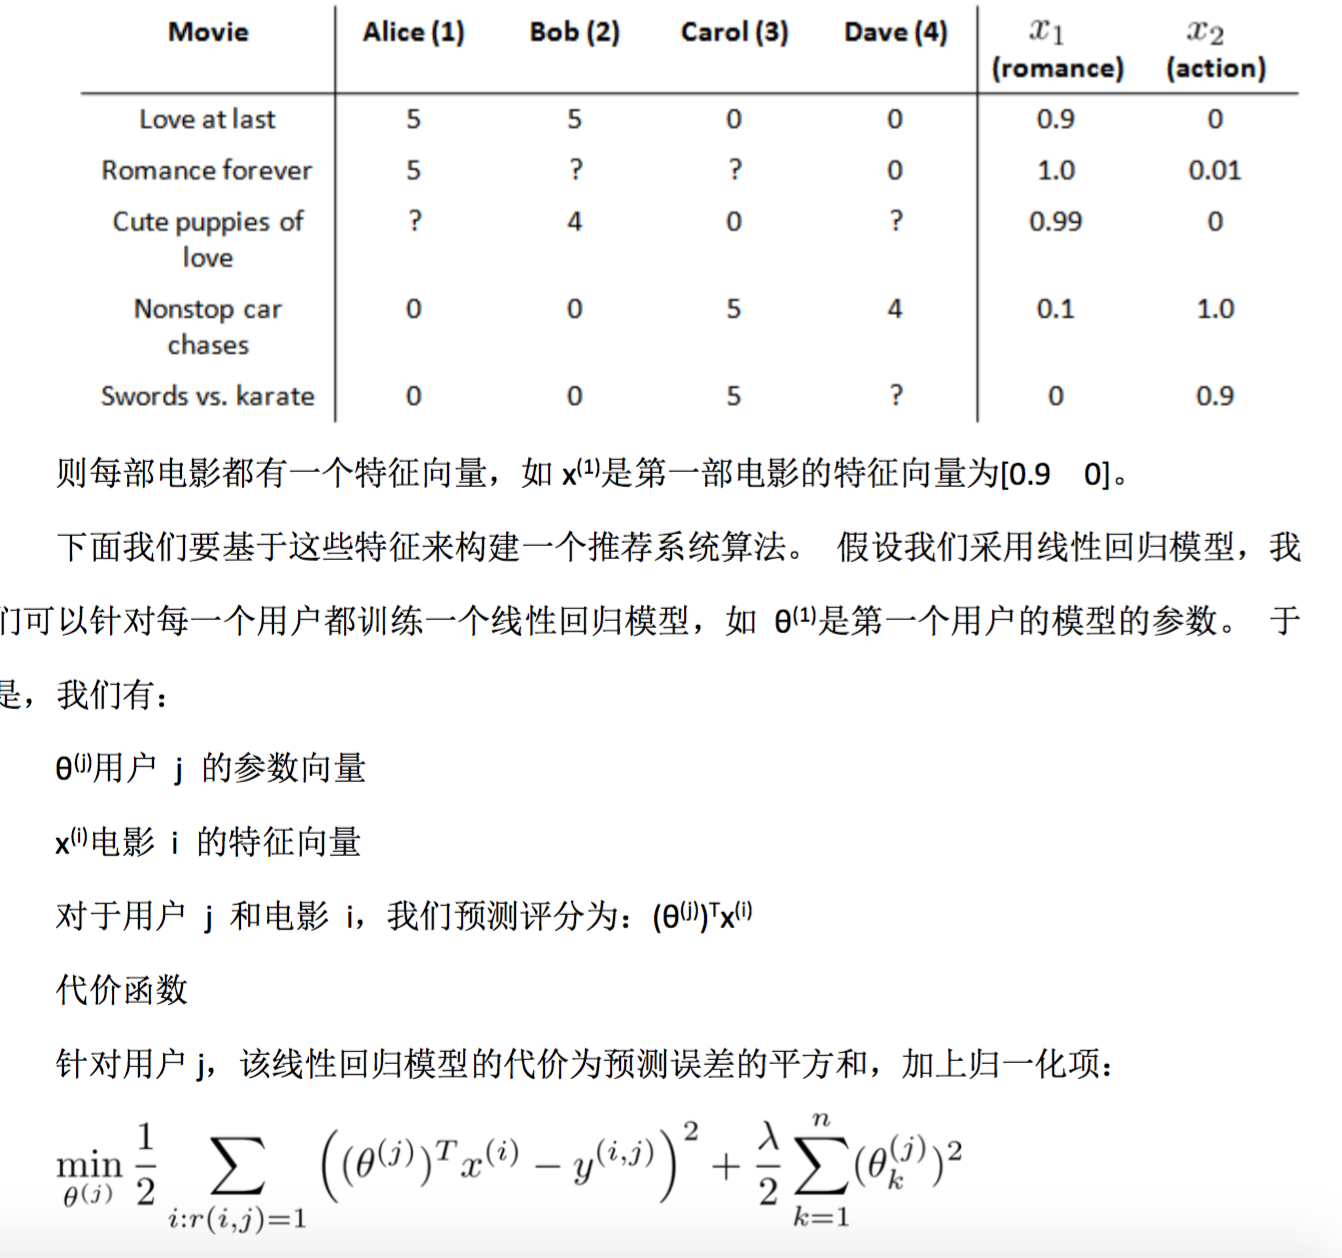 Movie Alice (1) Bob (2) Carol (3) Dave (4) x₁ (romance) x₂ (action)
Love at last 5 5 0 0 0.9 0
Romance forever 5 ? ? 0 1.0 0.01
Cute puppies of love ? 4 0 ? 0.99 0
Nonstop car chases 0 0 5 4 0.1 1.0
Swords vs. karate 0 0 5 ? 0 0.9
则每部电影都有一个特征向量，如 x⁽¹⁾是第一部电影的特征向量为[0.9 0]。
下面我们要基于这些特征来构建一个推荐系统算法。 假设我们采用线性回归模型，我
们可以针对每一个用户都训练一个线性回归模型，如 θ⁽¹⁾是第一个用户的模型的参数。 于
是，我们有：
θ⁽ʲ⁾用户 j 的参数向量
x⁽ⁱ⁾电影 i 的特征向量
对于用户 j 和电影 i，我们预测评分为：(θ⁽ʲ⁾)ᵀx⁽ⁱ⁾
代价函数
针对用户 j，该线性回归模型的代价为预测误差的平方和，加上归一化项：
\min_{\theta^{(j)}} \frac{1}{2} \sum_{i:r(i,j)=1} \left( (\theta^{(j)})^T x^{(i)} - y^{(i,j)} \right)^2 + \frac{\lambda}{2} \sum_{k=1}^{n} (\theta_k^{(j)})^2